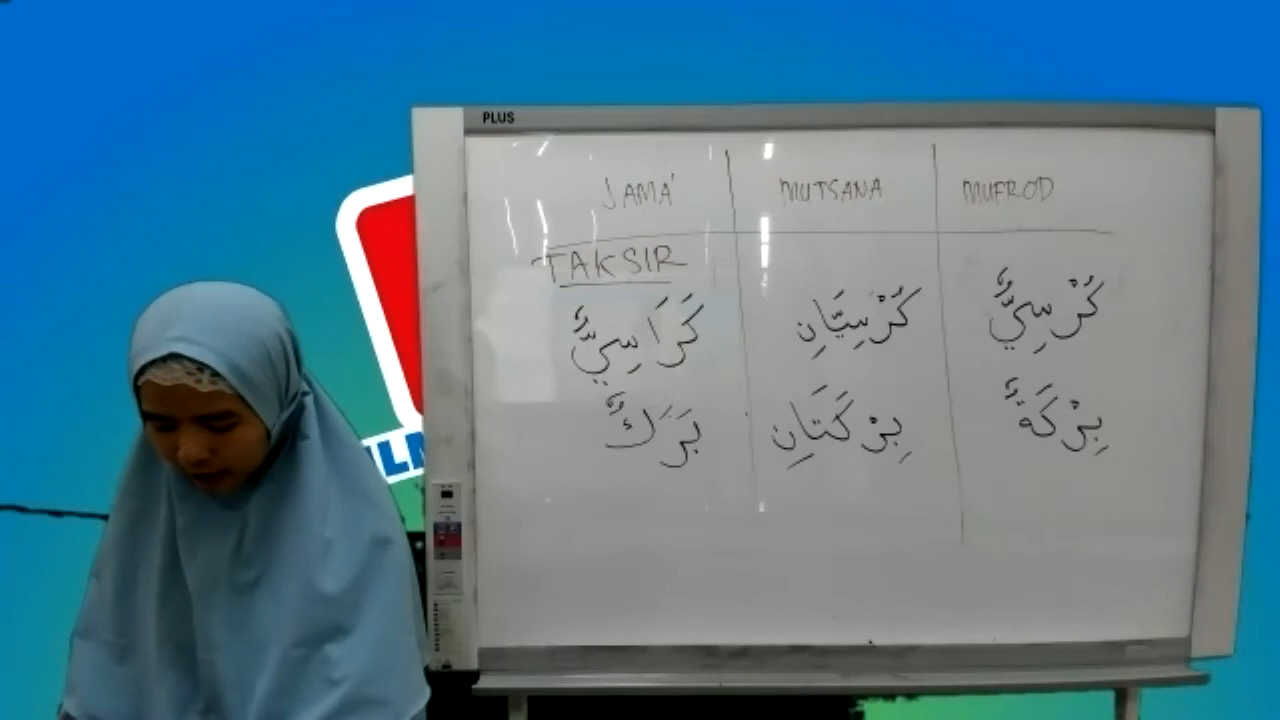 PLUS
JAMA' MUTSANA MUFROD
TAKSIR
كُرْسِيٌّ كُرْسِيَّانِ كَرَاسِيٌّ
بِرْكَةٌ بِرْكَتَانِ بَرَكٌ